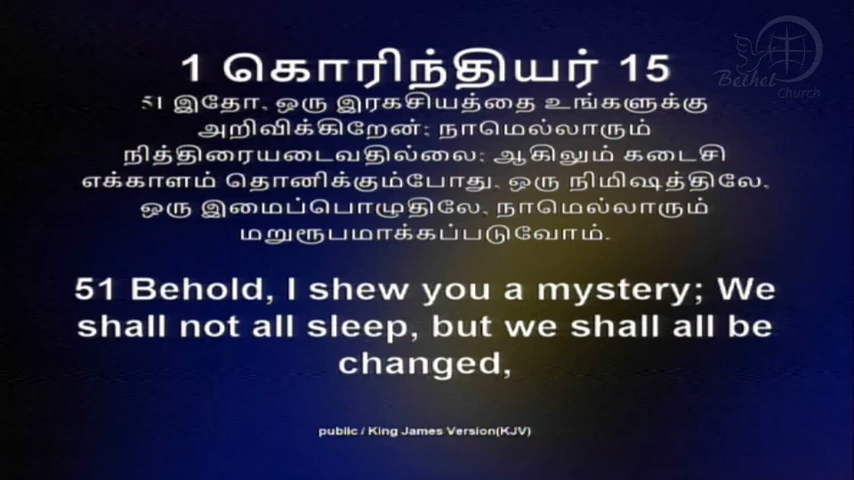 1 கொரிந்தியர் 15
51 இதோ, ஒரு இரகசியத்தை உங்களுக்கு
அறிவிக்கிறேன்; நாமெல்லாரும்
நித்திரையடைவதில்லை; ஆகிலும் கடைசி
எக்காளம் தொனிக்கும்போது, ஒரு நிமிஷத்திலே,
ஒரு இமைப்பொழுதிலே, நாமெல்லாரும்
மறுரூபமாக்கப்படுவோம்.
51 Behold, I shew you a mystery; We
shall not all sleep, but we shall all be
changed,
public / King James Version(KJV)
Bethel
Church